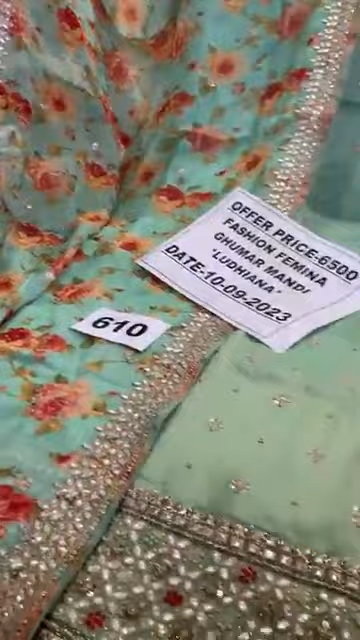 OFFER PRICE:6500
FASHION FEMINA
GHUMAR MANDI
'LUDHIANA'
DATE:10-09-2023
610